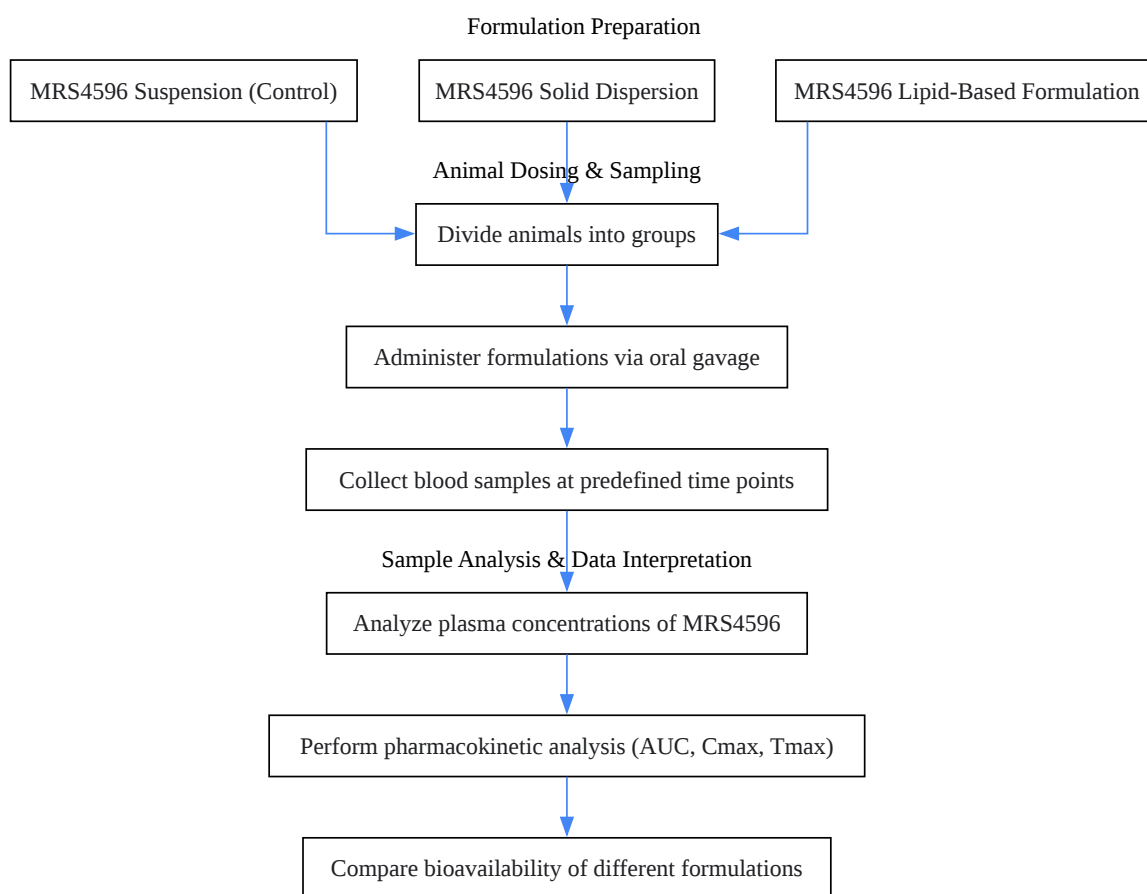 Formulation Preparation
MRS4596 Suspension (Control)
MRS4596 Solid Dispersion
MRS4596 Lipid-Based Formulation
Animal Dosing & Sampling
Divide animals into groups
Administer formulations via oral gavage
Collect blood samples at predefined time points
Sample Analysis & Data Interpretation
Analyze plasma concentrations of MRS4596
Perform pharmacokinetic analysis (AUC, Cmax, Tmax)
Compare bioavailability of different formulations